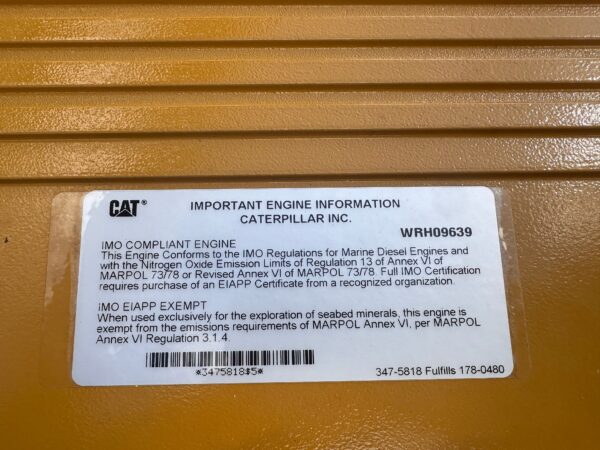 CAT®
IMPORTANT ENGINE INFORMATION
CATERPILLAR INC.
WRH09639
IMO COMPLIANT ENGINE
This Engine Conforms to the IMO Regulations for Marine Diesel Engines and
with the Nitrogen Oxide Emission Limits of Regulation 13 of Annex VI of
MARPOL 73/78 or Revised Annex VI of MARPOL 73/78. Full IMO Certification
requires purchase of an EIAPP Certificate from a recognized organization.
IMO EIAPP EXEMPT
When used exclusively for the exploration of seabed minerals, this engine is
exempt from the emissions requirements of MARPOL Annex VI, per MARPOL
Annex VI Regulation 3.1.4.
*3475818$5*
347-5818 Fulfills 178-0480